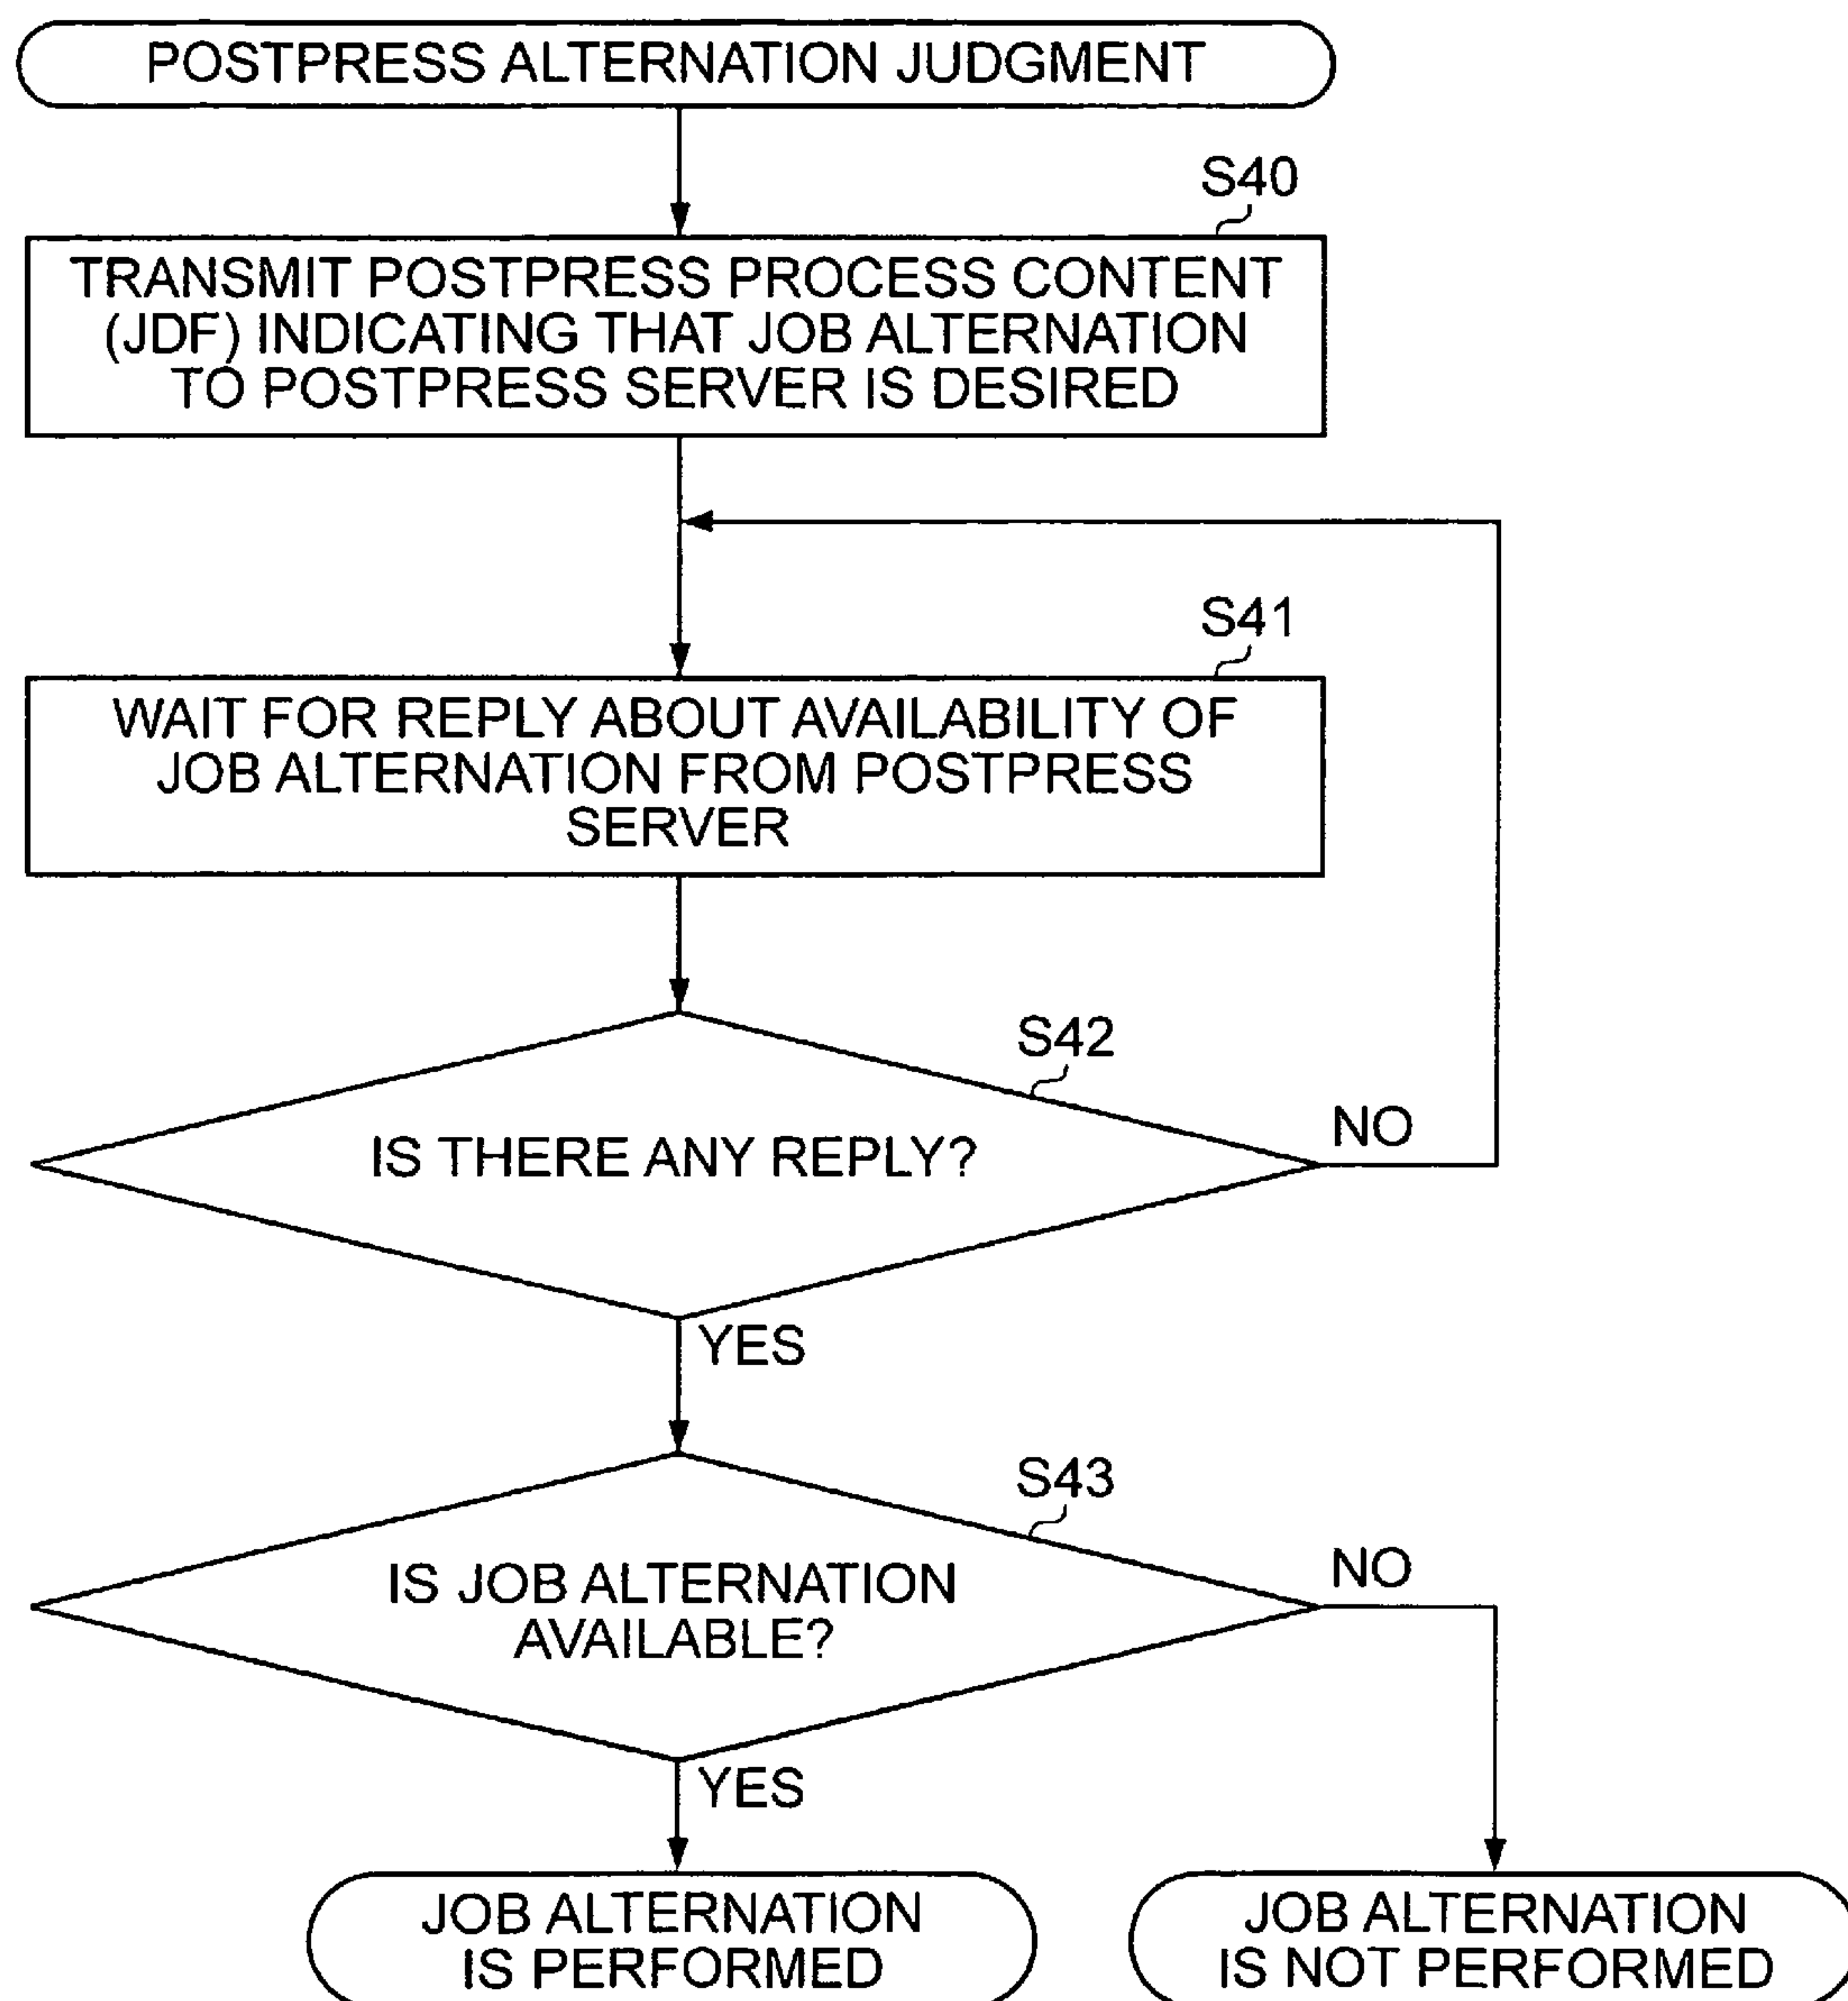 POSTPRESS ALTERNATION JUDGMENT
S40
TRANSMIT POSTPRESS PROCESS CONTENT
(JDF) INDICATING THAT JOB ALTERNATION
TO POSTPRESS SERVER IS DESIRED
S41
WAIT FOR REPLY ABOUT AVAILABILITY OF
JOB ALTERNATION FROM POSTPRESS
SERVER
S42
IS THERE ANY REPLY?
NO
YES
S43
IS JOB ALTERNATION
AVAILABLE?
NO
YES
JOB ALTERNATION
IS PERFORMED
JOB ALTERNATION
IS NOT PERFORMED